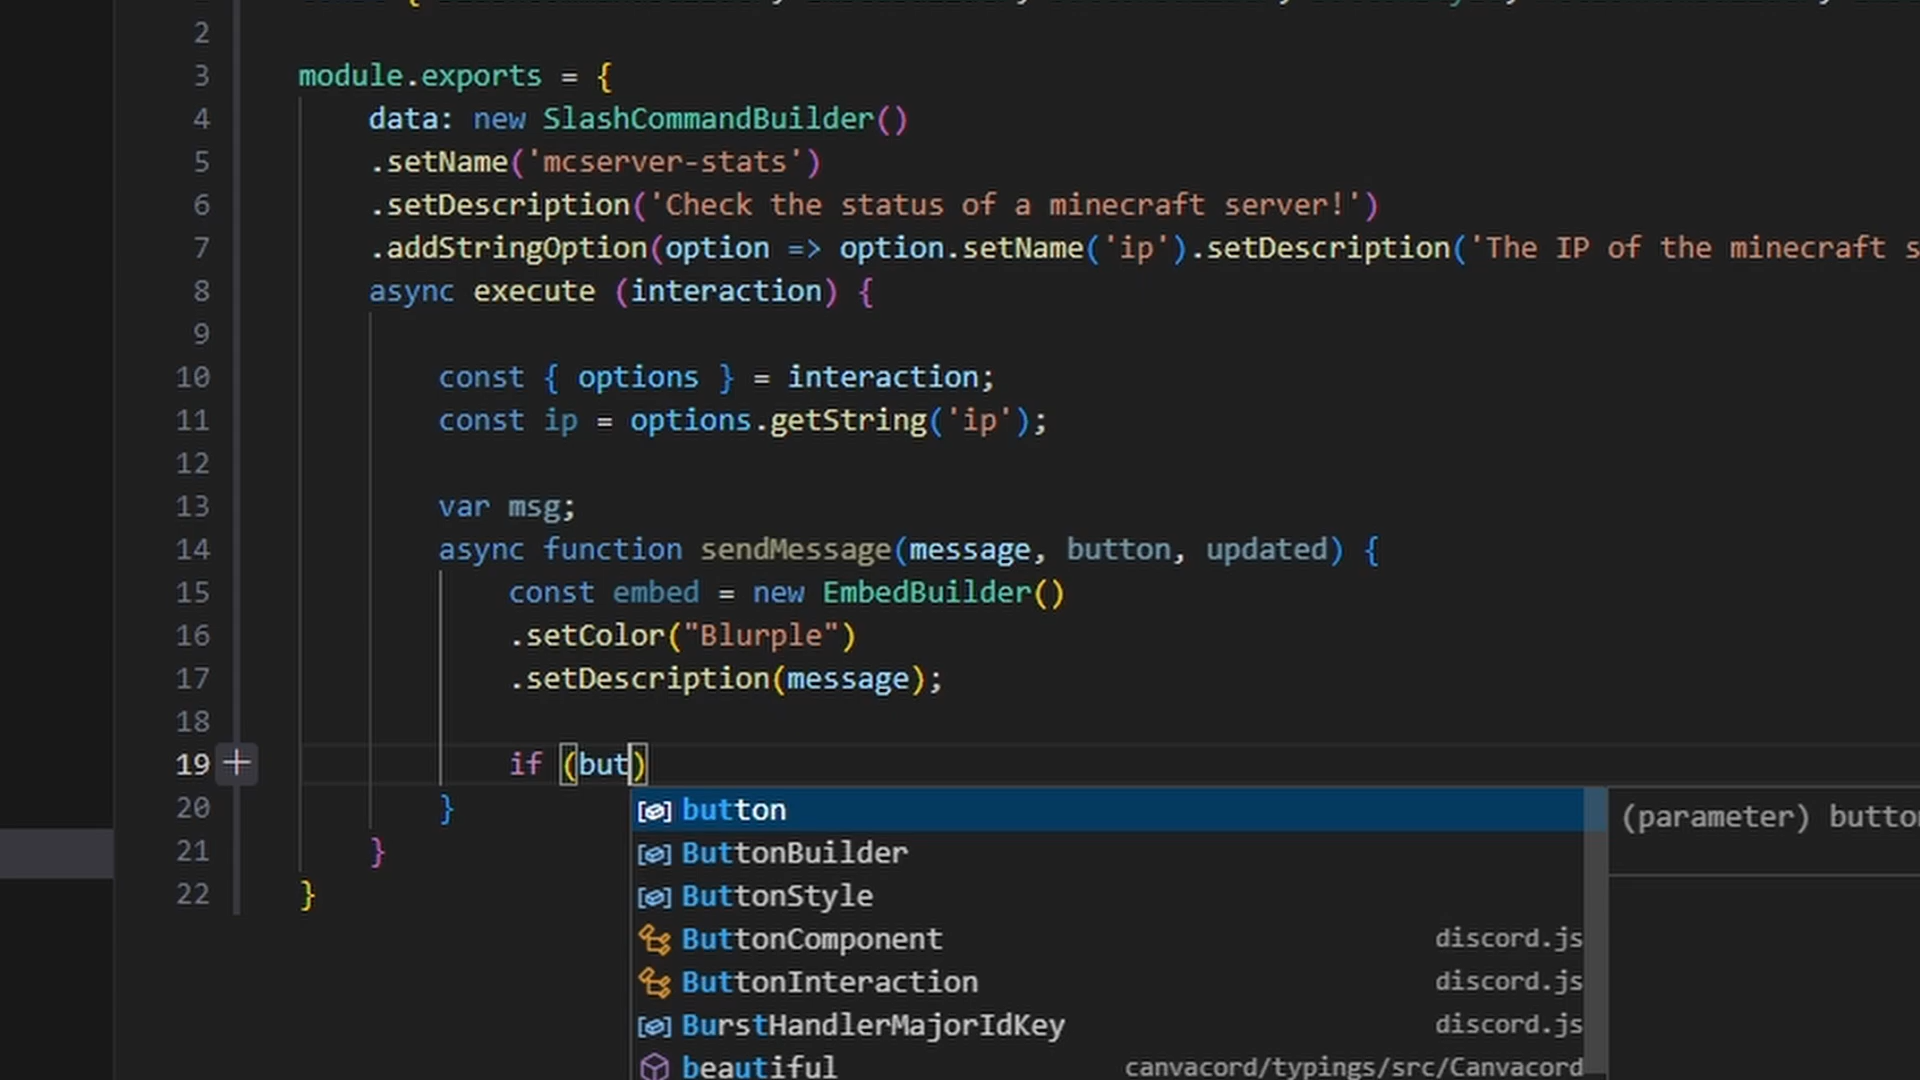 2
3 module.exports = {
4 data: new SlashCommandBuilder()
5 .setName('mcserver-stats')
6 .setDescription('Check the status of a minecraft server!')
7 .addStringOption(option => option.setName('ip').setDescription('The IP of the minecraft s
8 async execute (interaction) {
9
10 const { options } = interaction;
11 const ip = options.getString('ip');
12
13 var msg;
14 async function sendMessage(message, button, updated) {
15 const embed = new EmbedBuilder()
16 .setColor("Blurple")
17 .setDescription(message);
18
19 if (but)
20 }
button
(parameter) button
21 }
ButtonBuilder
22 }
ButtonStyle
ButtonComponent discord.js
ButtonInteraction discord.js
BurstHandlerMajorIdKey discord.js
beautiful canvacord/typings/src/Canvacord